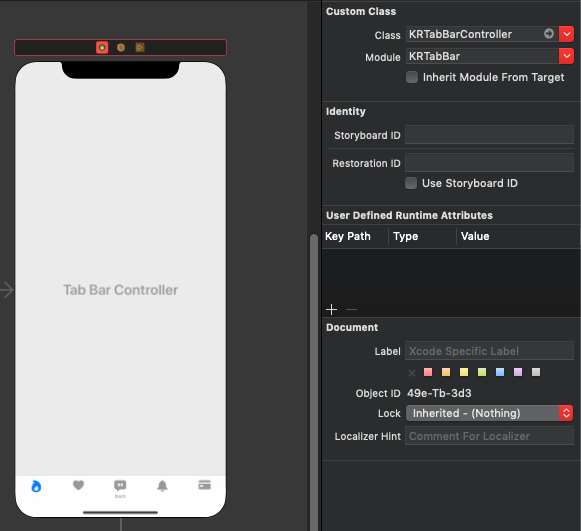 Custom Class
Class KRTabBarController
Module KRTabBar
Inherit Module From Target
Identity
Storyboard ID
Restoration ID
Use Storyboard ID
User Defined Runtime Attributes
Key Path Type Value
Tab Bar Controller
Document
Label Xcode Specific Label
Object ID 49e-Tb-3d3
Lock Inherited - (Nothing)
Localizer Hint Comment For Localizer